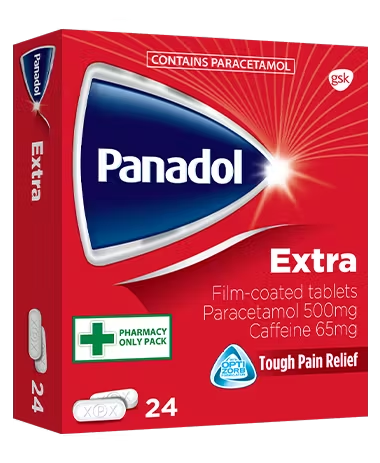 CONTAINS PARACETAMOL
gsk
Panadol
Extra
Film-coated tablets
Paracetamol 500mg
Caffeine 65mg
OPTI
ZORB
Tough Pain Relief
PHARMACY
ONLY PACK
XPX
24
Panadol
Extra
24